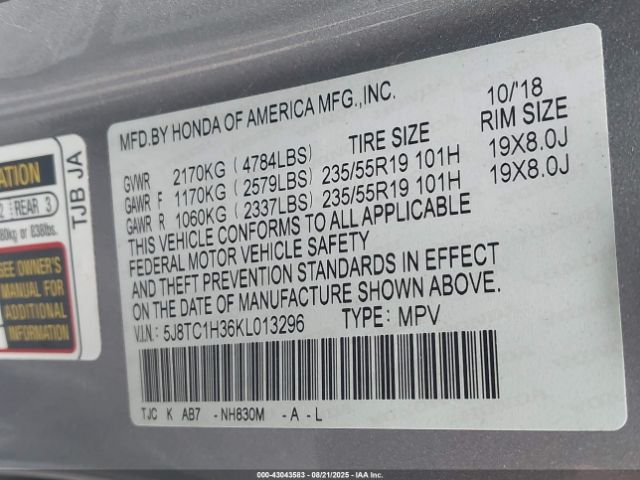 MFD.BY HONDA OF AMERICA MFG.,INC. 10/'18
TIRE SIZE RIM SIZE
GVWR 2170KG ( 4784LBS)
GAWR F 1170KG ( 2579LBS) 235/55R19 101H 19X8.0J
GAWR R 1060KG ( 2337LBS) 235/55R19 101H 19X8.0J
THIS VEHICLE CONFORMS TO ALL APPLICABLE
FEDERAL MOTOR VEHICLE SAFETY
AND THEFT PREVENTION STANDARDS IN EFFECT
ON THE DATE OF MANUFACTURE SHOWN ABOVE.
V.I.N.: 5J8TC1H36KL013296 TYPE: MPV
TJC K AB7 - NH830M - A - L
ATION
2 REAR 3
80kg or 838lbs.
SEE OWNER'S
MANUAL FOR
ADDITIONAL
INFORMATION
TJB JA
000-43043583 - 08/21/2025 - IAA Inc.